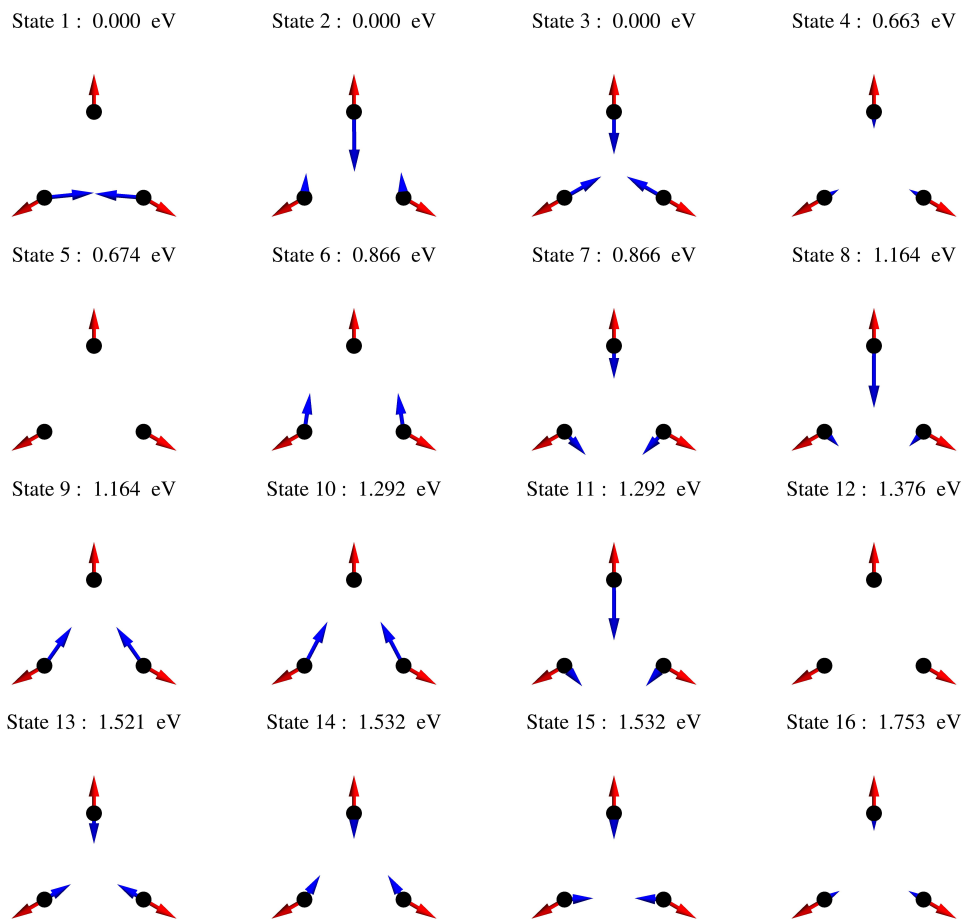 State 1 : 0.000 eV
State 2 : 0.000 eV
State 3 : 0.000 eV
State 4 : 0.663 eV
State 5 : 0.674 eV
State 6 : 0.866 eV
State 7 : 0.866 eV
State 8 : 1.164 eV
State 9 : 1.164 eV
State 10 : 1.292 eV
State 11 : 1.292 eV
State 12 : 1.376 eV
State 13 : 1.521 eV
State 14 : 1.532 eV
State 15 : 1.532 eV
State 16 : 1.753 eV